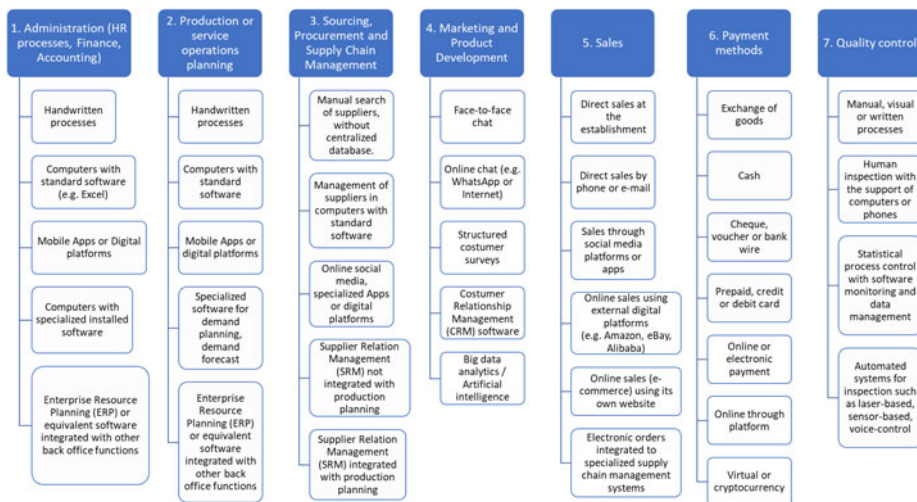 1. Administration (HR
processes, Finance,
Accounting)
Handwritten
processes
Computers with
standard software
(e.g. Excel)
Mobile Apps or Digital
platforms
Computers with
specialized installed
software
Enterprise Resource
Planning (ERP) or
equivalent software
integrated with other
back office functions
2. Production or
service
operations
planning
Handwritten
processes
Computers with
standard software
Mobile Apps or
digital platforms
Specialized
software for
demand
planning,
demand
forecast
Enterprise
Resource
Planning (ERP)
or equivalent
software
integrated with
other back
office functions
3. Sourcing,
Procurement and
Supply Chain
Management
Manual search
of suppliers,
without
centralized
database.
Management of
suppliers in
computers with
standard
software
Online social
media,
specialized Apps
or digital
platforms
Supplier Relation
Management
(SRM) not
integrated with
production
planning
Supplier Relation
Management
(SRM) integrated
with production
planning
4. Marketing and
Product
Development
Face-to-face
chat
Online chat (e.g.
WhatsApp or
Internet)
Structured
costumer
surveys
Costumer
Relationship
Management
(CRM) software
Big data
analytics /
Artificial
intelligence
5. Sales
Direct sales at
the
establishment
Direct sales by
phone or e-mail
Sales through
social media
platforms or
apps
Online sales using
external digital
platforms
(e.g. Amazon, eBay,
Alibaba)
Online sales (e-
commerce) using its
own website
Electronic orders
integrated to
specialized supply
chain management
systems
6. Payment
methods
Exchange of
goods
Cash
Cheque,
voucher or bank
wire
Prepaid, credit
or debit card
Online or
electronic
payment
Online through
platform
Virtual or
cryptocurrency
7. Quality control
Manual, visual
or written
processes
Human
inspection with
the support of
computers or
phones
Statistical
process control
with software
monitoring and
data
management
Automated
systems for
inspection such
as laser-based,
sensor-based,
voice-control